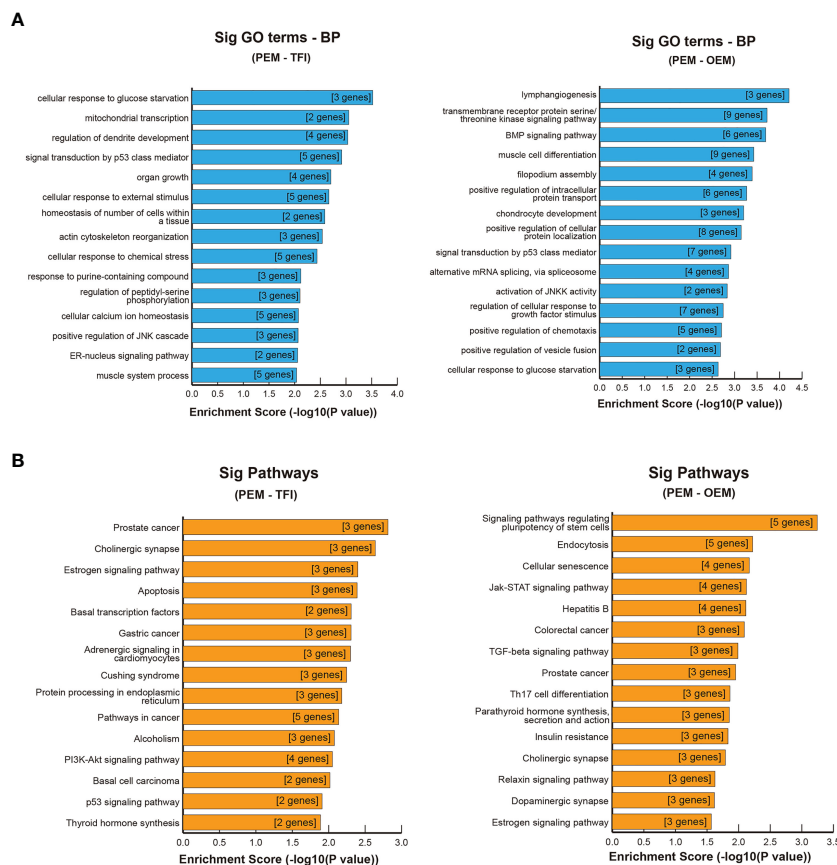 A
Sig GO terms - BP
(PEM - TFI)
cellular response to glucose starvation [3 genes]
mitochondrial transcription [2 genes]
regulation of dendrite development [4 genes]
signal transduction by p53 class mediator [5 genes]
organ growth [4 genes]
cellular response to external stimulus [5 genes]
homeostasis of number of cells within
a tissue [2 genes]
actin cytoskeleton reorganization [3 genes]
cellular response to chemical stress [5 genes]
response to purine-containing compound [3 genes]
regulation of peptidyl-serine
phosphorylation [3 genes]
cellular calcium ion homeostasis [5 genes]
positive regulation of JNK cascade [3 genes]
ER-nucleus signaling pathway [2 genes]
muscle system process [5 genes]
0.0 0.5 1.0 1.5 2.0 2.5 3.0 3.5 4.0
Enrichment Score (-log10(P value))
Sig GO terms - BP
(PEM - OEM)
lymphangiogenesis [3 genes]
transmembrane receptor protein serine/
threonine kinase signaling pathway [9 genes]
BMP signaling pathway [6 genes]
muscle cell differentiation [9 genes]
filopodium assembly [4 genes]
positive regulation of intracellular
protein transport [6 genes]
chondrocyte development [3 genes]
positive regulation of cellular
protein localization [8 genes]
signal transduction by p53 class mediator [7 genes]
alternative mRNA splicing, via spliceosome [4 genes]
activation of JNKK activity [2 genes]
regulation of cellular response to
growth factor stimulus [7 genes]
positive regulation of chemotaxis [5 genes]
positive regulation of vesicle fusion [2 genes]
cellular response to glucose starvation [3 genes]
0.0 0.5 1.0 1.5 2.0 2.5 3.0 3.5 4.0 4.5
Enrichment Score (-log10(P value))
B
Sig Pathways
(PEM - TFI)
Prostate cancer [3 genes]
Cholinergic synapse [3 genes]
Estrogen signaling pathway [3 genes]
Apoptosis [3 genes]
Basal transcription factors [2 genes]
Gastric cancer [3 genes]
Adrenergic signaling in
cardiomyocytes [3 genes]
Cushing syndrome [3 genes]
Protein processing in endoplasmic
reticulum [3 genes]
Pathways in cancer [5 genes]
Alcoholism [3 genes]
PI3K-Akt signaling pathway [4 genes]
Basal cell carcinoma [2 genes]
p53 signaling pathway [2 genes]
Thyroid hormone synthesis [2 genes]
0.0 0.5 1.0 1.5 2.0 2.5 3.0
Enrichment Score (-log10(P value))
Sig Pathways
(PEM - OEM)
Signaling pathways regulating
pluripotency of stem cells [5 genes]
Endocytosis [5 genes]
Cellular senescence [4 genes]
Jak-STAT signaling pathway [4 genes]
Hepatitis B [4 genes]
Colorectal cancer [3 genes]
TGF-beta signaling pathway [3 genes]
Prostate cancer [3 genes]
Th17 cell differentiation [3 genes]
Parathyroid hormone synthesis,
secretion and action [3 genes]
Insulin resistance [3 genes]
Cholinergic synapse [3 genes]
Relaxin signaling pathway [3 genes]
Dopaminergic synapse [3 genes]
Estrogen signaling pathway [3 genes]
0.0 0.5 1.0 1.5 2.0 2.5 3.0
Enrichment Score (-log10(P value))